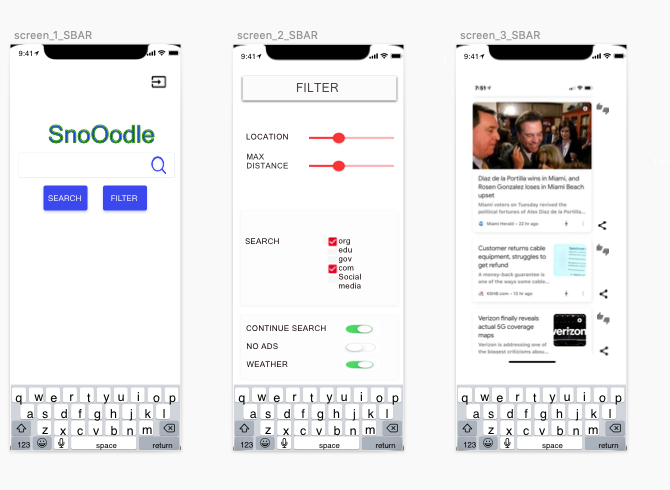 screen_1_SBAR
9:41
SnoOodle
SEARCH
FILTER
q w e r t y u i o p
a s d f g h j k l
z x c v b n m
123
space
return
screen_2_SBAR
9:41
FILTER
LOCATION
MAX
DISTANCE
SEARCH
org
edu
gov
com
Social
media
CONTINUE SEARCH
NO ADS
WEATHER
q w e r t y u i o p
a s d f g h j k l
z x c v b n m
123
space
return
screen_3_SBAR
9:41
7:51
Díaz de la Portilla wins in Miami, and
Rosen Gonzalez loses in Miami Beach
upset
Miami voters on Tuesday revived the
political fortunes of Alex Díaz de la Portilla...
Miami Herald • 22 hr ago
Customer returns cable
equipment, struggles to
get refund
A money-back guarantee is
one of the ways some cable...
KSHB.com • 13 hr ago
Verizon finally reveals
actual 5G coverage
maps
verizon
Verizon is assessing one of
the biggest criticisms abou...
q w e r t y u i o p
a s d f g h j k l
z x c v b n m
123
space
return